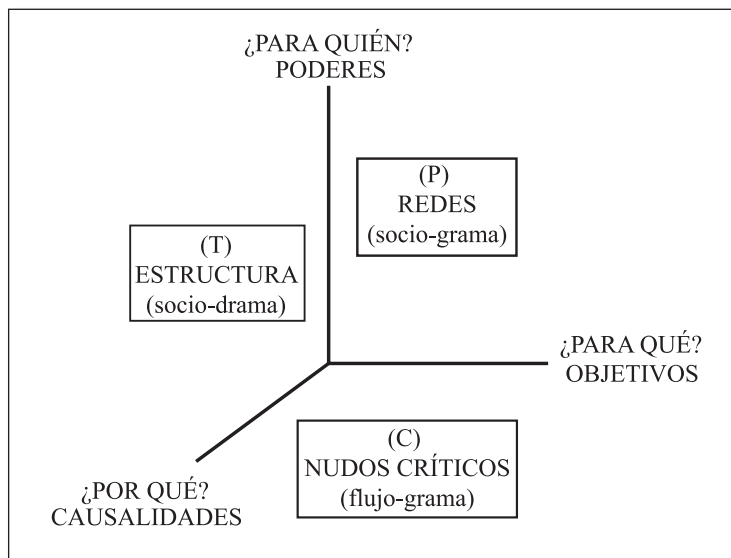 ¿PARA QUIÉN?
PODERES
(P)
REDES
(socio-grama)
(T)
ESTRUCTURA
(socio-drama)
¿PARA QUÉ?
OBJETIVOS
(C)
NUDOS CRÍTICOS
(flujo-grama)
¿POR QUÉ?
CAUSALIDADES